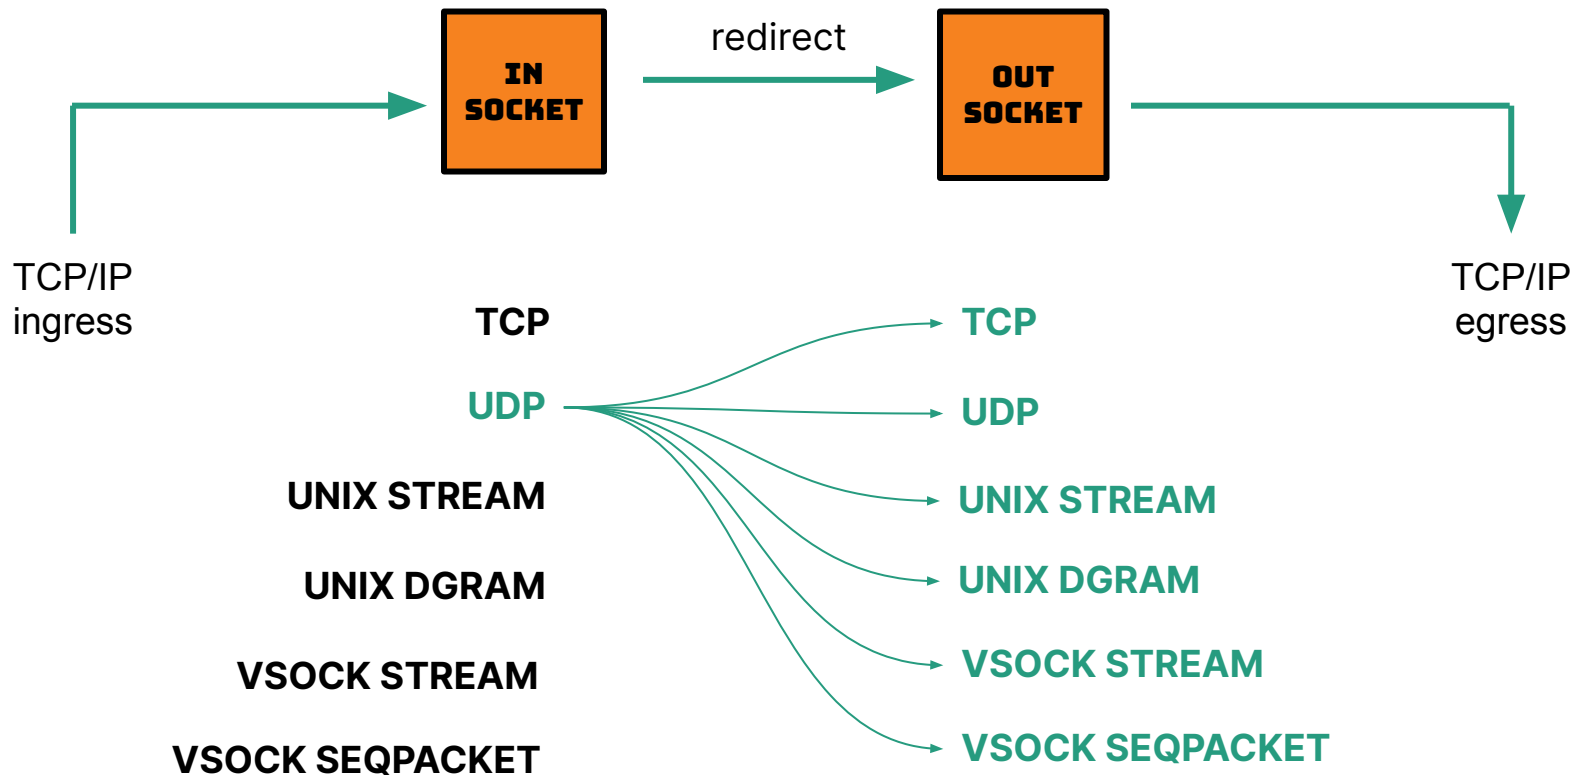 redirect
IN
SOCKET
OUT
SOCKET
TCP/IP
ingress
TCP/IP
egress
TCP
UDP
UNIX STREAM
UNIX DGRAM
VSOCK STREAM
VSOCK SEQPACKET
TCP
UDP
UNIX STREAM
UNIX DGRAM
VSOCK STREAM
VSOCK SEQPACKET